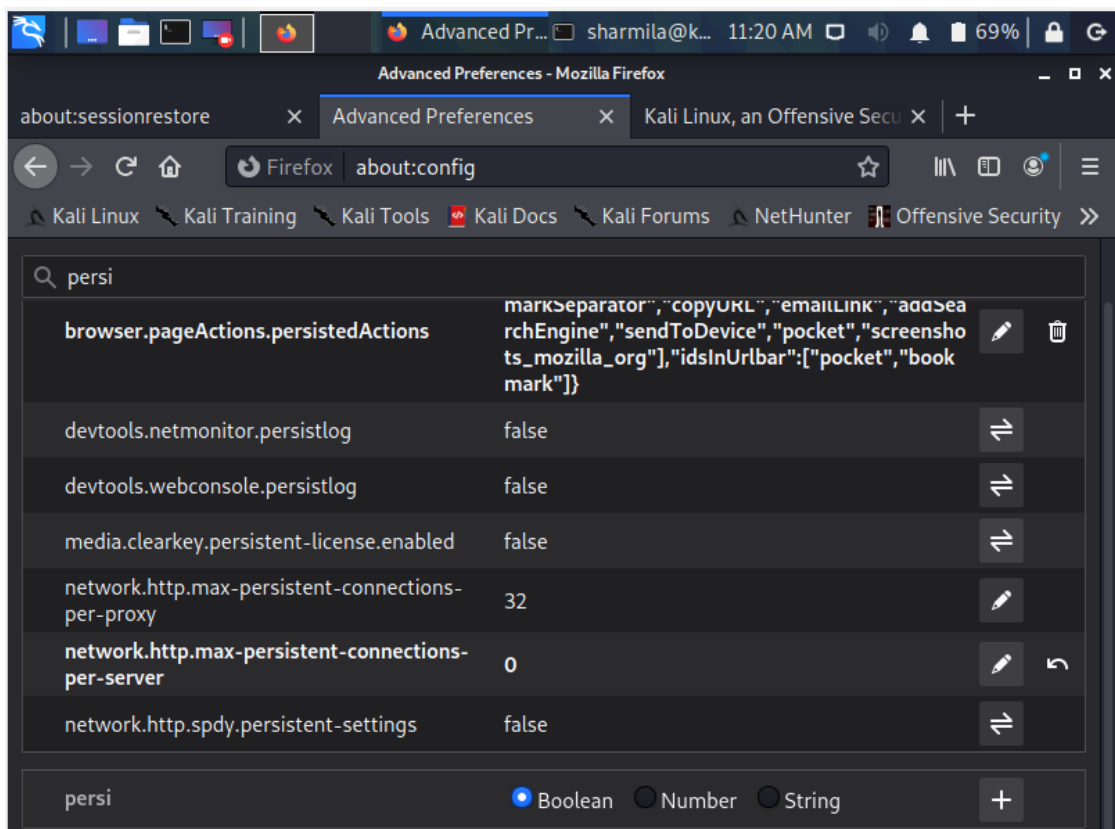 Advanced Pr... sharmila@k... 11:20 AM 69%
Advanced Preferences - Mozilla Firefox
about:sessionrestore Advanced Preferences Kali Linux, an Offensive Secu
Firefox about:config
Kali Linux Kali Training Kali Tools Kali Docs Kali Forums NetHunter Offensive Security
persi
browser.pageActions.persistedActions
markSeparator","copyURL","emailLink","addSea
rchEngine","sendToDevice","pocket","screensho
ts_mozilla_org"],"idsInUrlbar":["pocket","book
mark"]}
devtools.netmonitor.persistlog false
devtools.webconsole.persistlog false
media.clearkey.persistent-license.enabled false
network.http.max-persistent-connections-
per-proxy
32
network.http.max-persistent-connections-
per-server
0
network.http.spdy.persistent-settings false
persi Boolean Number String